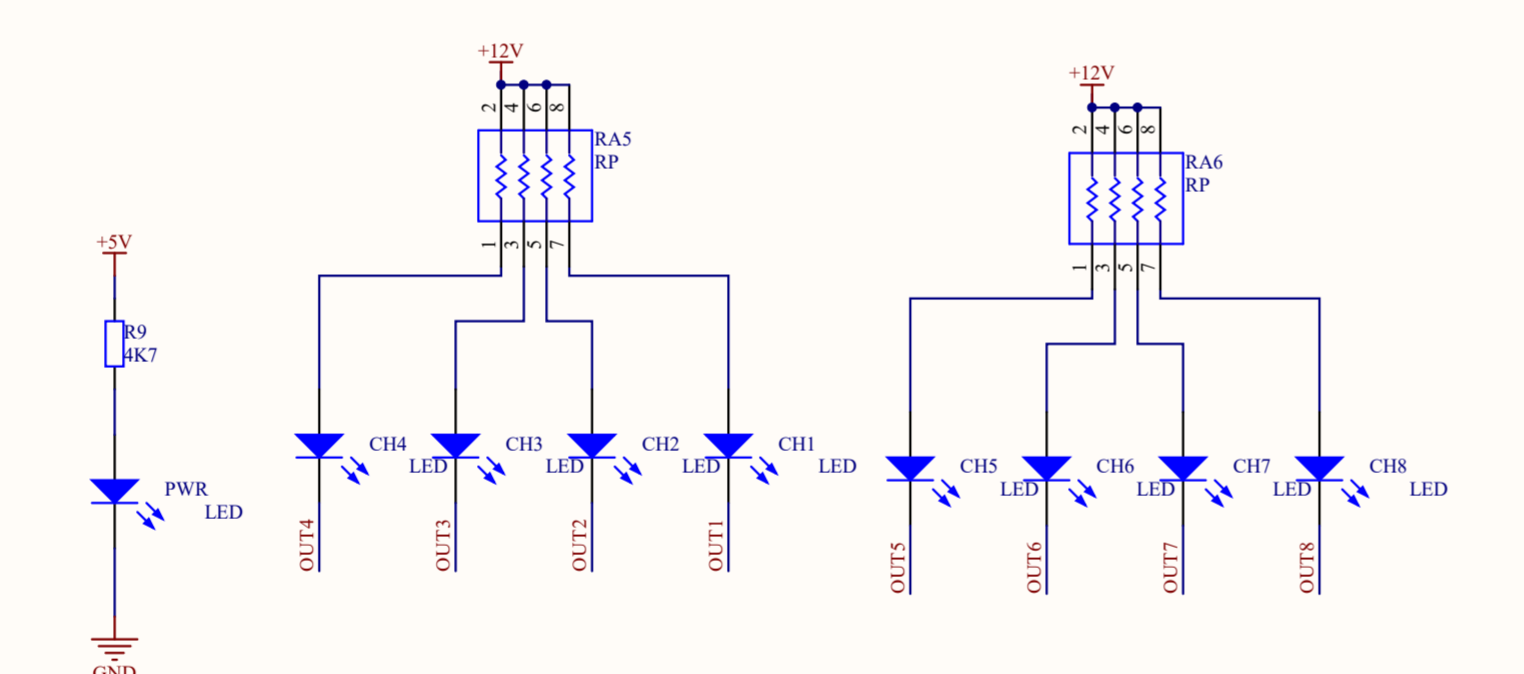 +5V
R9
4K7
PWR
LED
GND
+12V
2 4 6 8
RA5
RP
1 3 5 7
CH4
LED
CH3
LED
CH2
LED
CH1
LED
OUT4
OUT3
OUT2
OUT1
+12V
2 4 6 8
RA6
RP
1 3 5 7
CH5
LED
CH6
LED
CH7
LED
CH8
LED
OUT5
OUT6
OUT7
OUT8